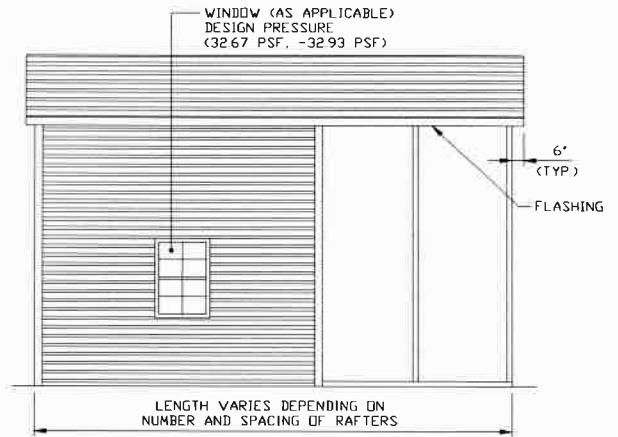 WINDOW (AS APPLICABLE)
DESIGN PRESSURE
(32.67 PSF, -32.93 PSF)
6"
(TYP.)
FLASHING
LENGTH VARIES DEPENDING ON
NUMBER AND SPACING OF RAFTERS